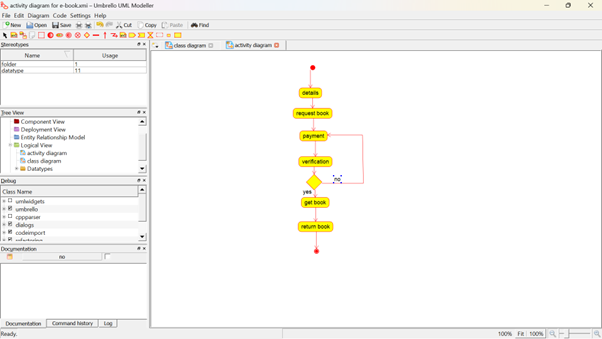 activity diagram for e-book.xmi - Umbrello UML Modeller
File Edit Diagram Code Settings Help
New Open Save Cut Copy Paste Find
Stereotypes
Name Usage
folder 1
datatype 11
Tree View
Component View
Deployment View
Entity Relationship Model
Logical View
activity diagram
class diagram
Datatypes
Debug
Class Name
umlwidgets
umbrello
cppparser
dialogs
codeimport
refactoring
Documentation
no
Documentation Command history Log
Ready.
class diagram activity diagram
details
request book
payment
verification
no
yes
get book
return book
100% Fit 100%